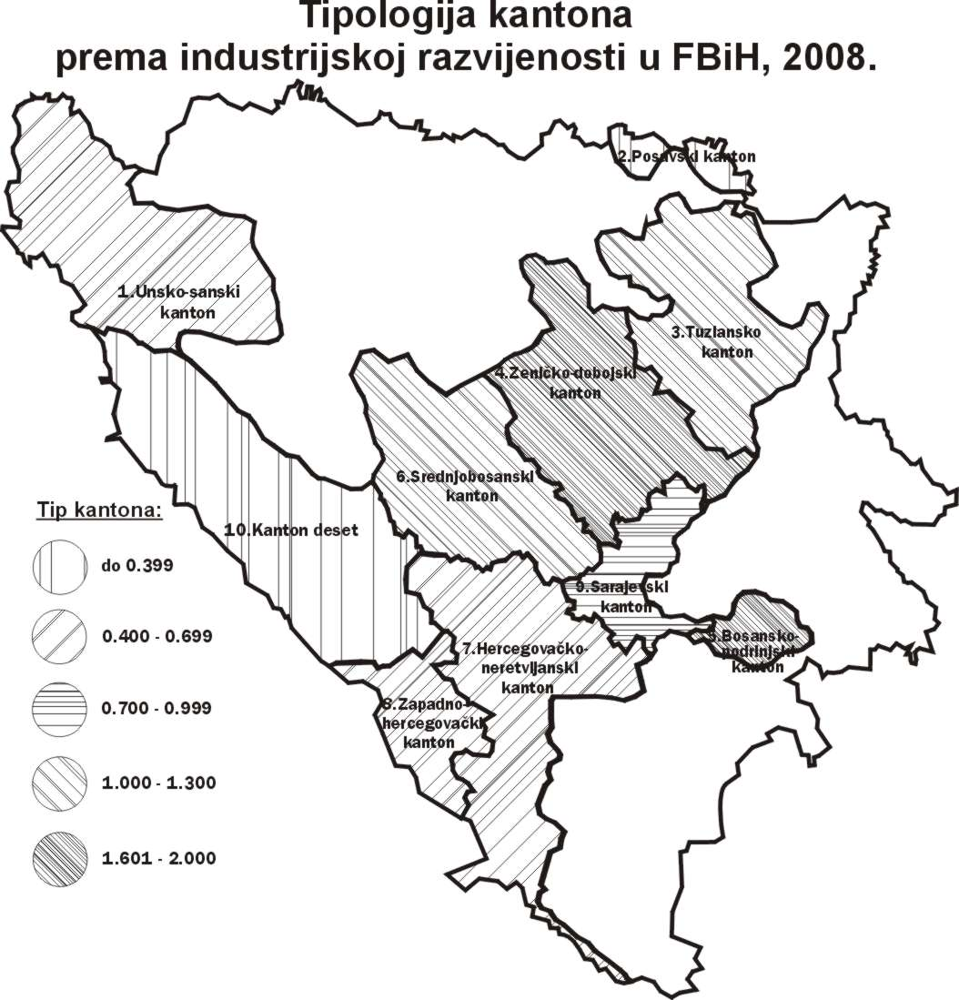 Tipologija kantona
prema industrijskoj razvijenosti u FBiH, 2008.
2.Posavski kanton
1.Unsko-sanski
kanton
3.Tuzlansko
kanton
4.Zeničko-dobojski
kanton
6.Srednjobosanski
kanton
10.Kanton deset
9.Sarajevski
kanton
5.Bosansko-
podrinjski
kanton
7.Hercegovačko-
neretvljanski
kanton
8.Zapadno-
hercegovački
kanton
Tip kantona:
do 0.399
0.400 - 0.699
0.700 - 0.999
1.000 - 1.300
1.601 - 2.000